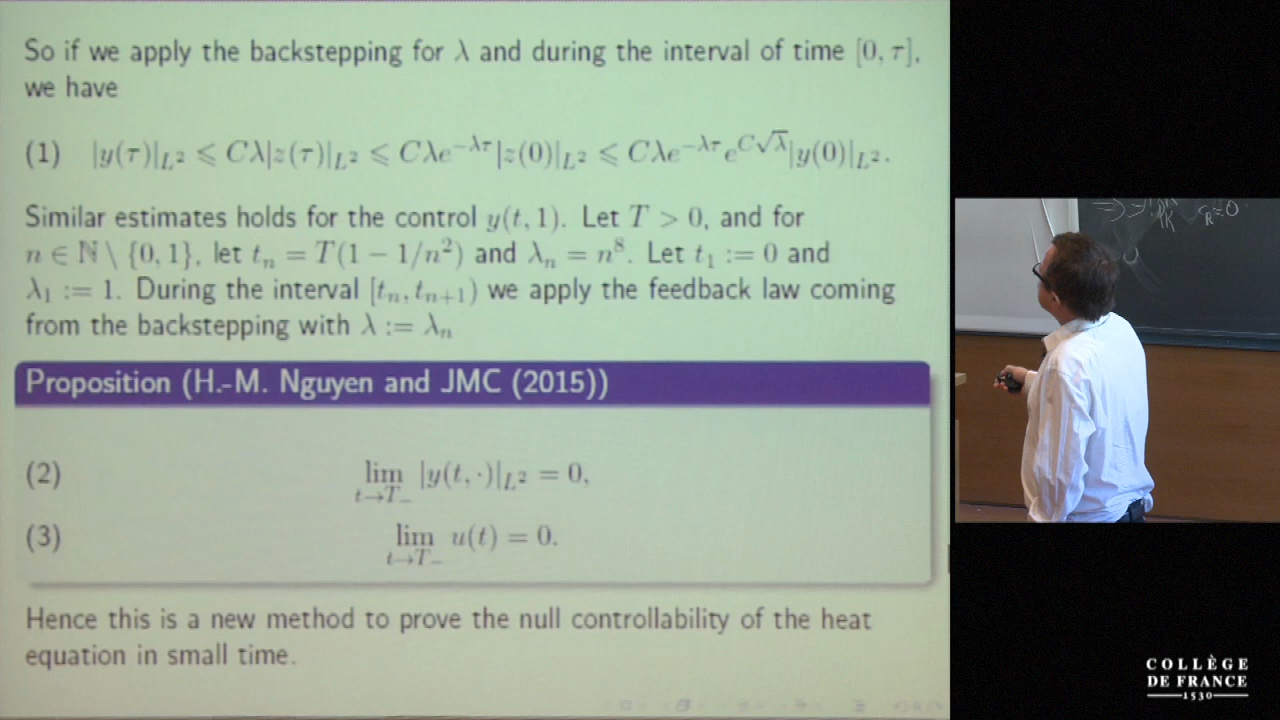 So if we apply the backstepping for λ and during the interval of time [0, τ],
we have
(1) |y(τ)|_{L²} ⩽ Cλ|z(τ)|_{L²} ⩽ Cλe^{−λτ}|z(0)|_{L²} ⩽ Cλe^{−λτ}e^{C√λ}|y(0)|_{L²}.
Similar estimates holds for the control y(t, 1). Let T > 0, and for
n ∈ ℕ \ {0, 1}, let t_n = T(1 − 1/n²) and λ_n = n⁸. Let t₁ := 0 and
λ₁ := 1. During the interval [t_n, t_{n+1}) we apply the feedback law coming
from the backstepping with λ := λ_n
Proposition (H.-M. Nguyen and JMC (2015))
(2) lim_{t→T₋} |y(t, ·)|_{L²} = 0,
(3) lim_{t→T₋} u(t) = 0.
Hence this is a new method to prove the null controllability of the heat
equation in small time.
COLLÈGE
DE FRANCE
1530